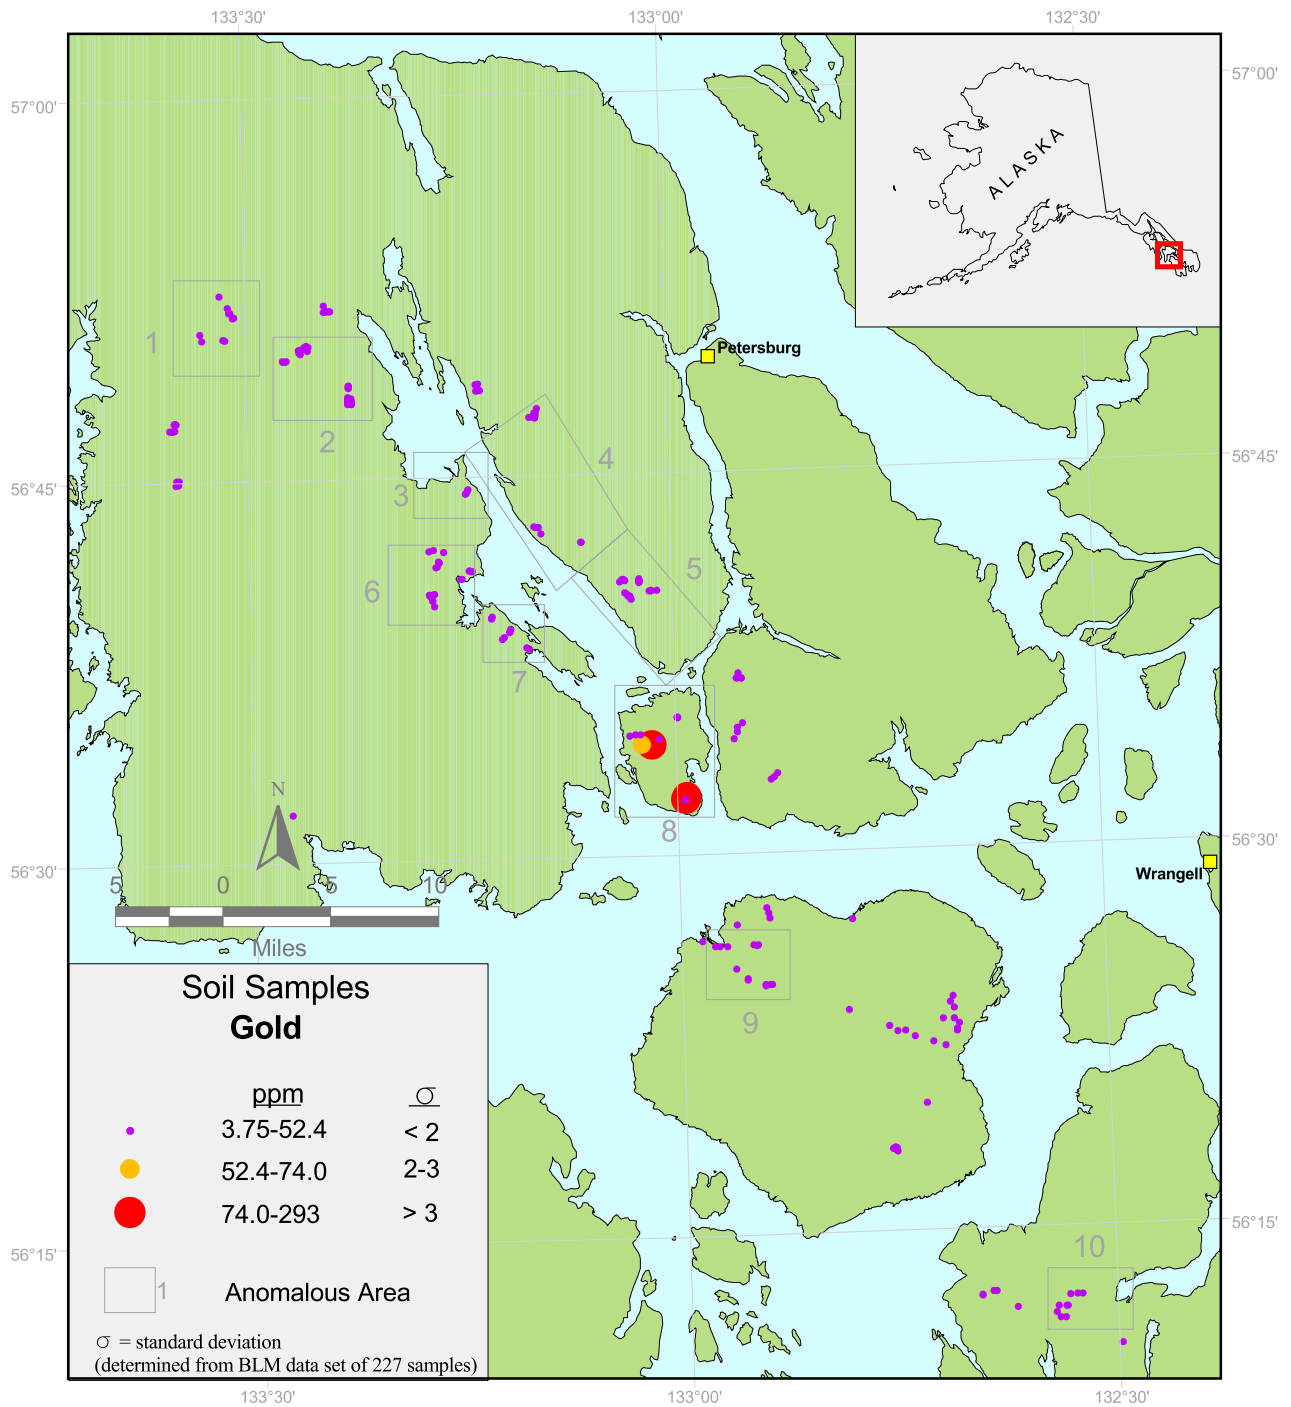 133°30'
133°00'
132°30'
57°00'
57°00'
ALASKA
1
Petersburg
2
4
56°45'
56°45'
3
5
6
7
8
N
56°30'
56°30'
Wrangell
5 0 5 10
Miles
9
Soil Samples
Gold
ppm σ
3.75-52.4 < 2
52.4-74.0 2-3
74.0-293 > 3
56°15'
56°15'
10
1 Anomalous Area
σ = standard deviation
(determined from BLM data set of 227 samples)
133°30'
133°00'
132°30'